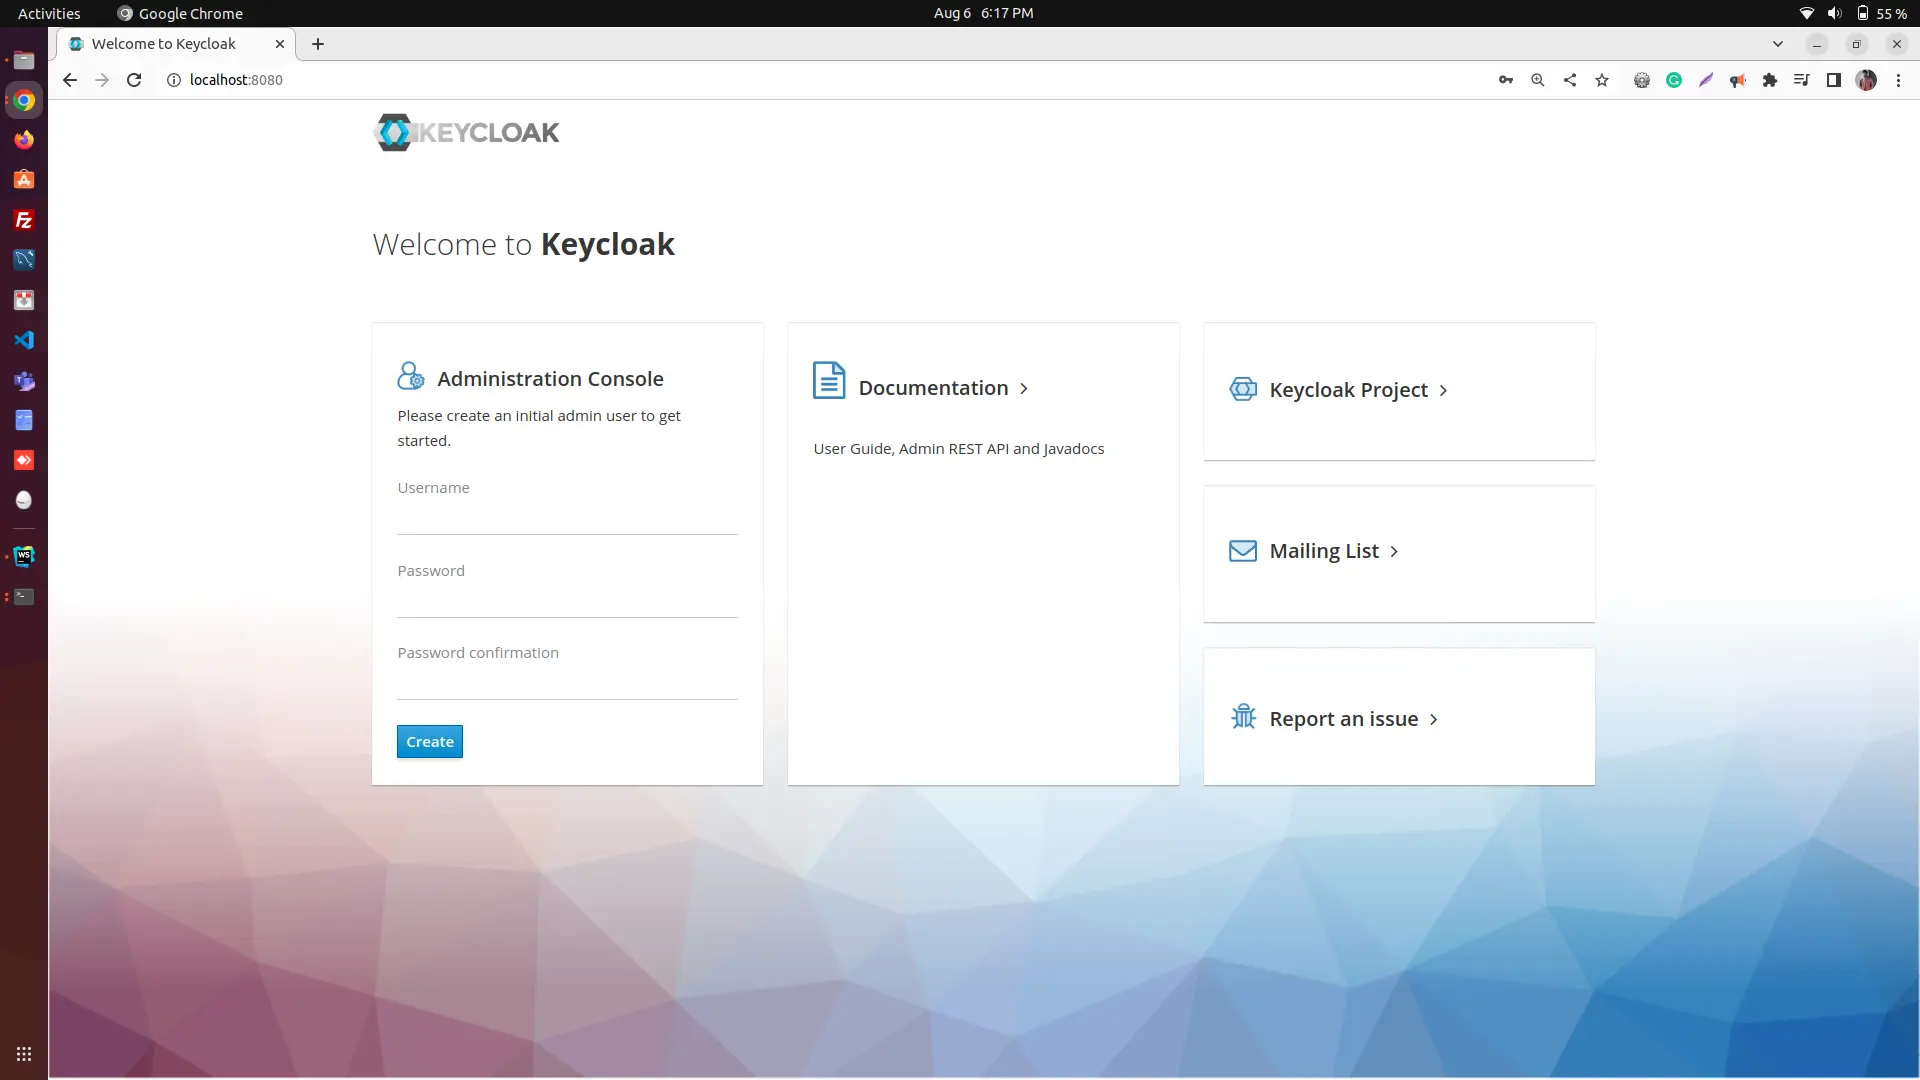 Activities
Google Chrome
Aug 6 6:17 PM
55 %
Welcome to Keycloak
localhost:8080
KEYCLOAK
Welcome to Keycloak
Administration Console
Please create an initial admin user to get
started.
Username
Password
Password confirmation
Create
Documentation
User Guide, Admin REST API and Javadocs
Keycloak Project
Mailing List
Report an issue
FZ
WS